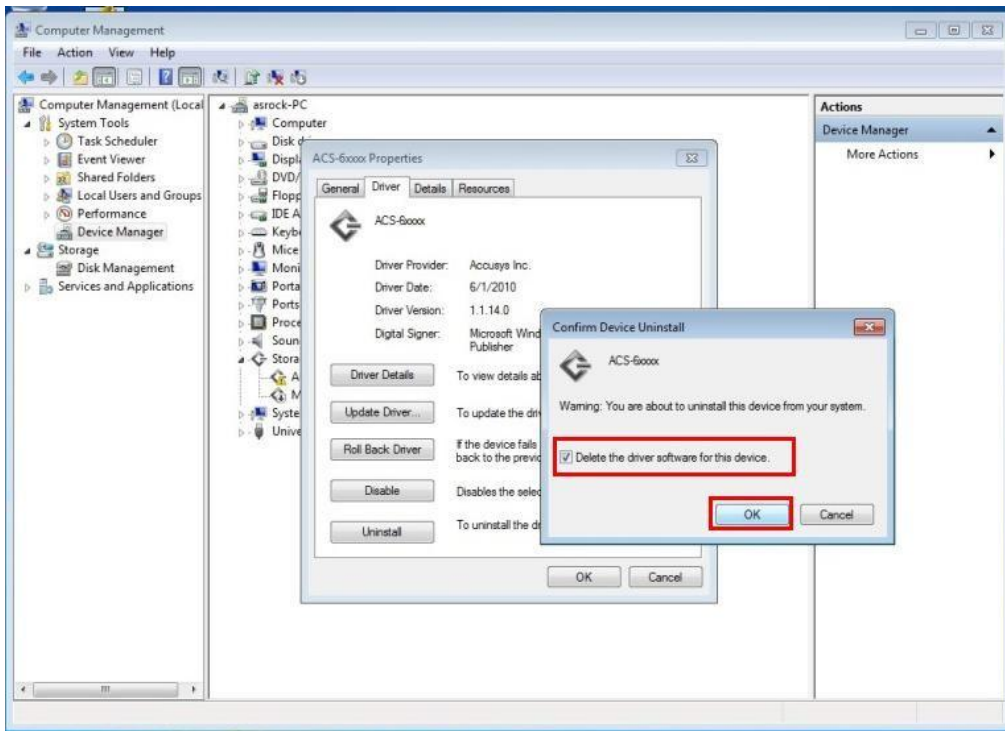 Computer Management
File Action View Help
Computer Management (Local
System Tools
Task Scheduler
Event Viewer
Shared Folders
Local Users and Groups
Performance
Device Manager
Storage
Disk Management
Services and Applications
asrock-PC
Computer
Disk
Displ
DVD/
Flopp
IDE A
Keyb
Mice
Moni
Porta
Ports
Proce
Soun
Stora
A
M
Syste
Unive
ACS-6xxxx Properties
General Driver Details Resources
ACS-6xxxx
Driver Provider: Accusys Inc.
Driver Date: 6/1/2010
Driver Version: 1.1.14.0
Digital Signer: Microsoft Wind
Publisher
Driver Details To view details ab
Update Driver... To update the driv
Roll Back Driver If the device fails
back to the previo
Disable Disables the selec
Uninstall To uninstall the dr
OK Cancel
Confirm Device Uninstall
ACS-6xxxx
Warning: You are about to uninstall this device from your system.
Delete the driver software for this device.
OK Cancel
Actions
Device Manager
More Actions